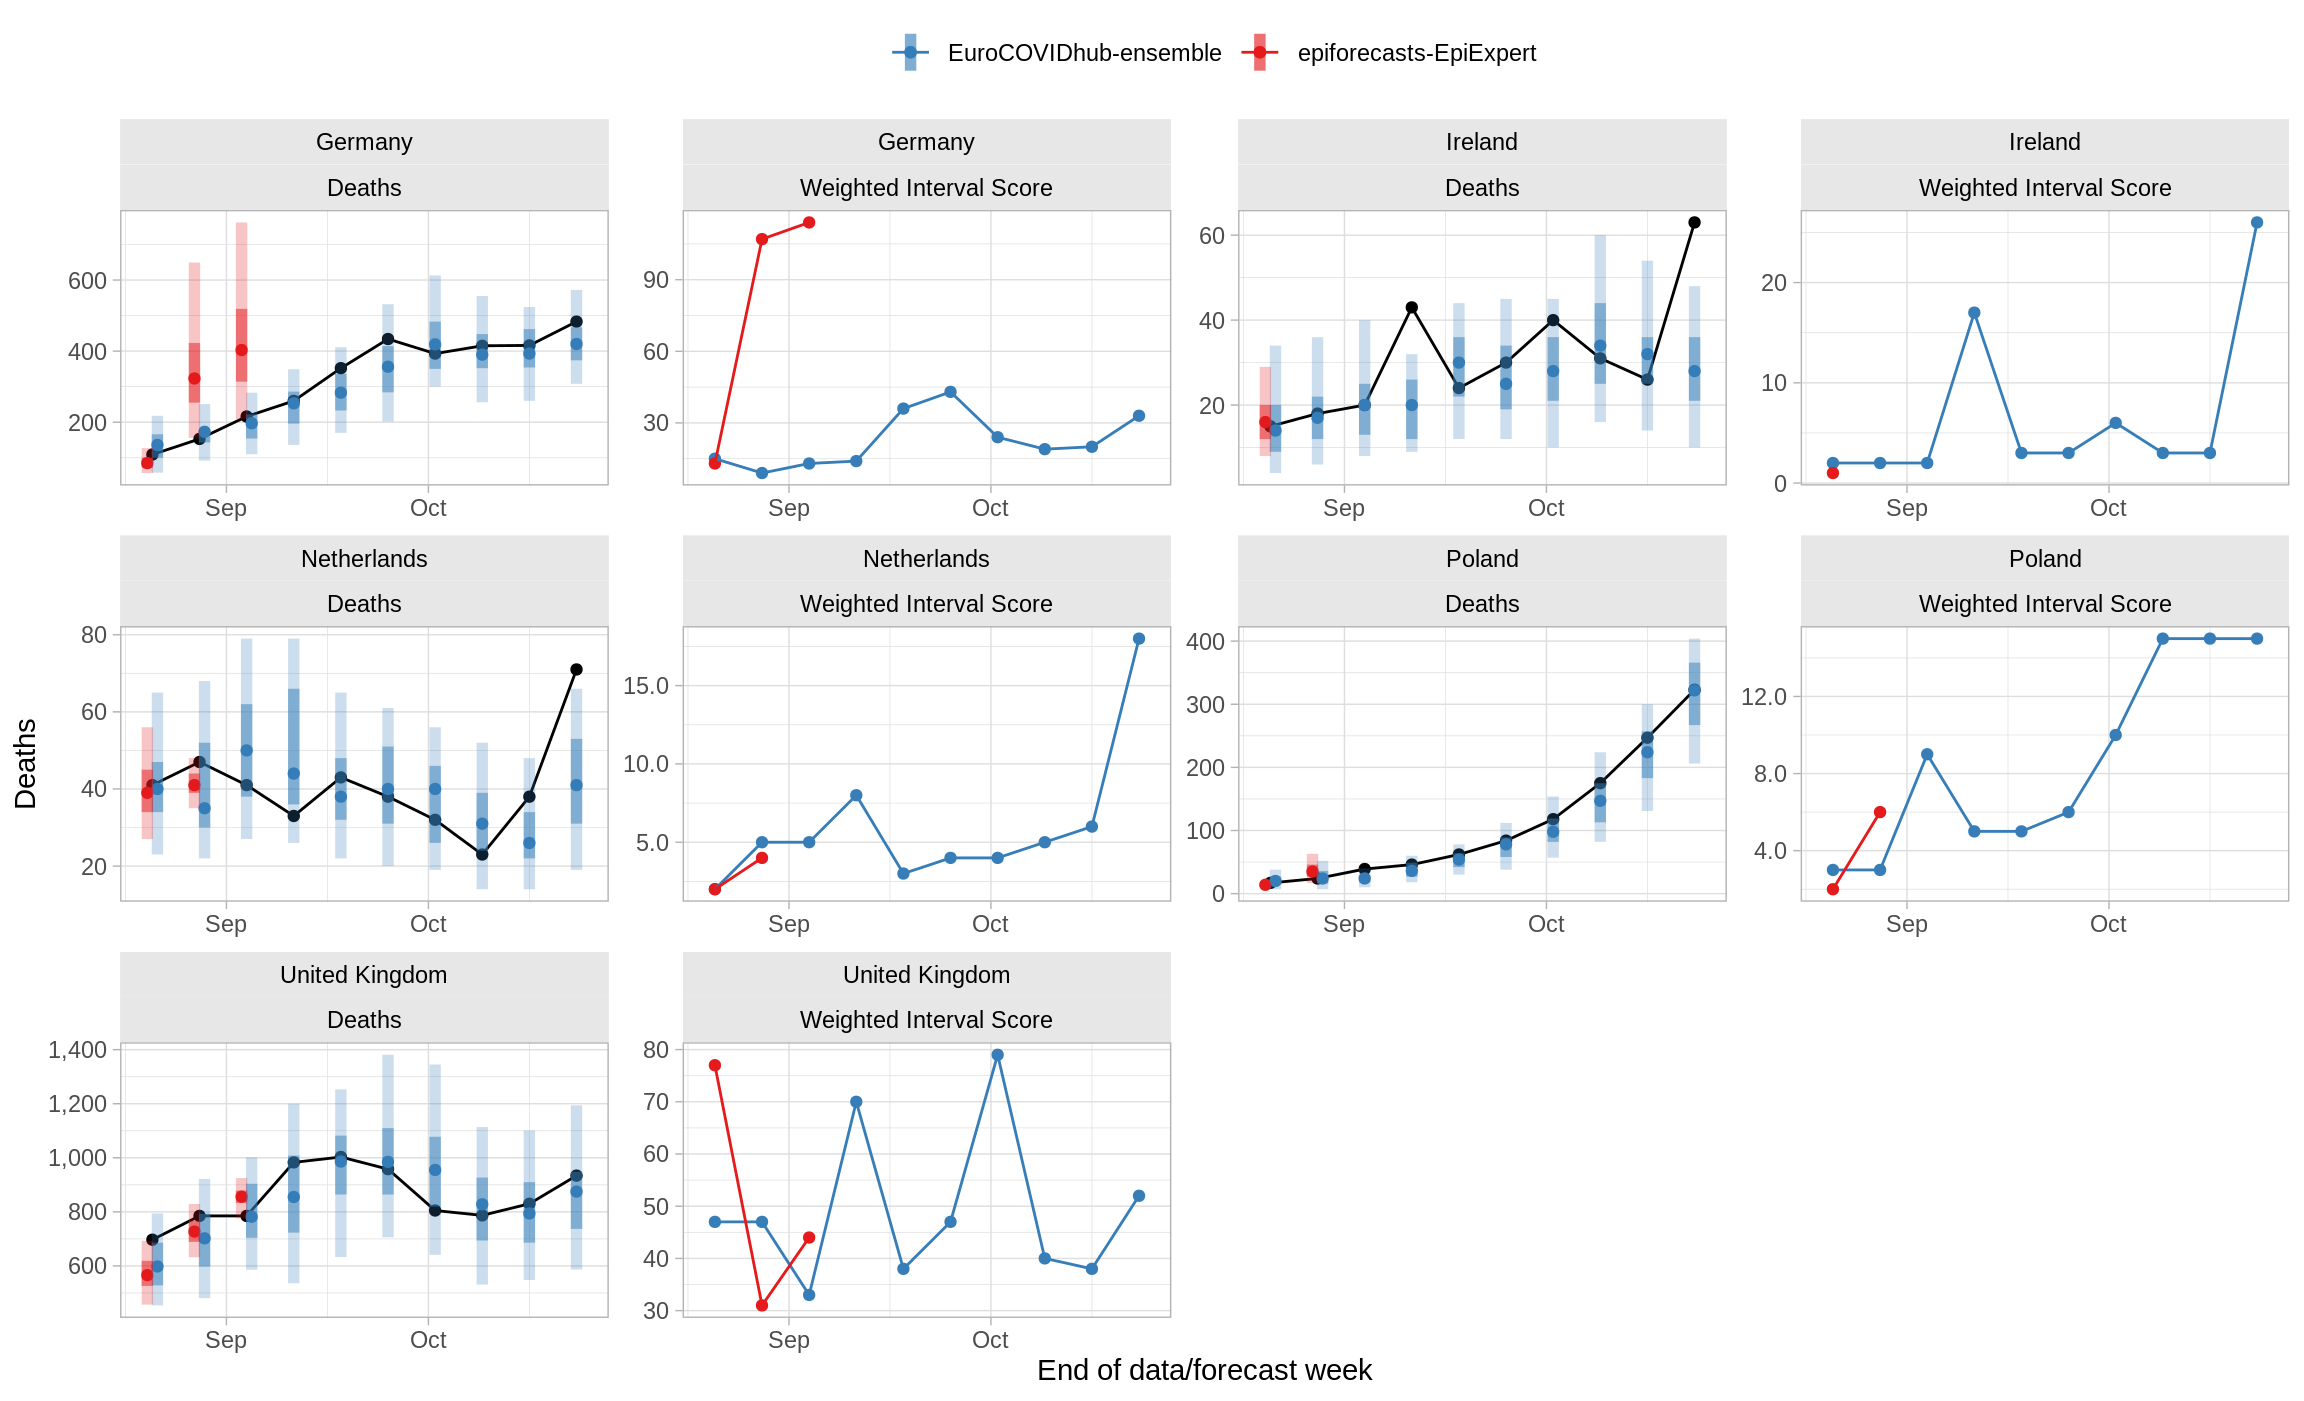 EuroCOVIDhub-ensemble epiforecasts-EpiExpert
Germany Germany Ireland Ireland
Deaths Weighted Interval Score Deaths Weighted Interval Score
600
400
200
Sep Oct
90
60
30
Sep Oct
60
40
20
Sep Oct
20
10
0
Sep Oct
Netherlands Netherlands Poland Poland
Deaths Weighted Interval Score Deaths Weighted Interval Score
80
60
40
20
Sep Oct
15.0
10.0
5.0
Sep Oct
400
300
200
100
0
Sep Oct
12.0
8.0
4.0
Sep Oct
United Kingdom United Kingdom
Deaths Weighted Interval Score
1,400
1,200
1,000
800
600
Sep Oct
80
70
60
50
40
30
Sep Oct
Deaths
End of data/forecast week